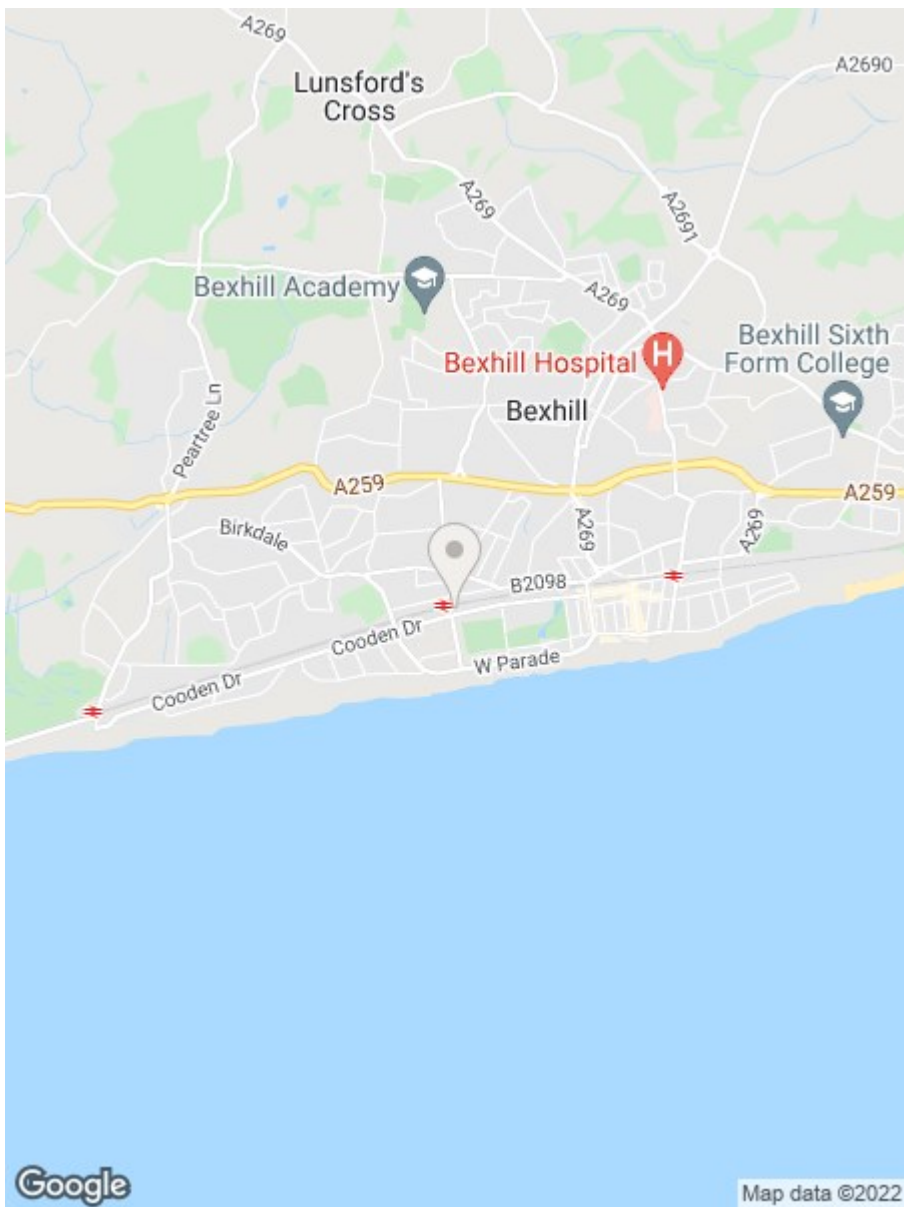 A269
A2690
Lunsford's
Cross
A269
A2691
Bexhill Academy
A269
Bexhill Sixth
Form College
Bexhill Hospital
H
Bexhill
Peartree Ln
A259
A259
Birkdale
A269
A269
B2098
Cooden Dr
W Parade
Cooden Dr
Google
Map data ©2022